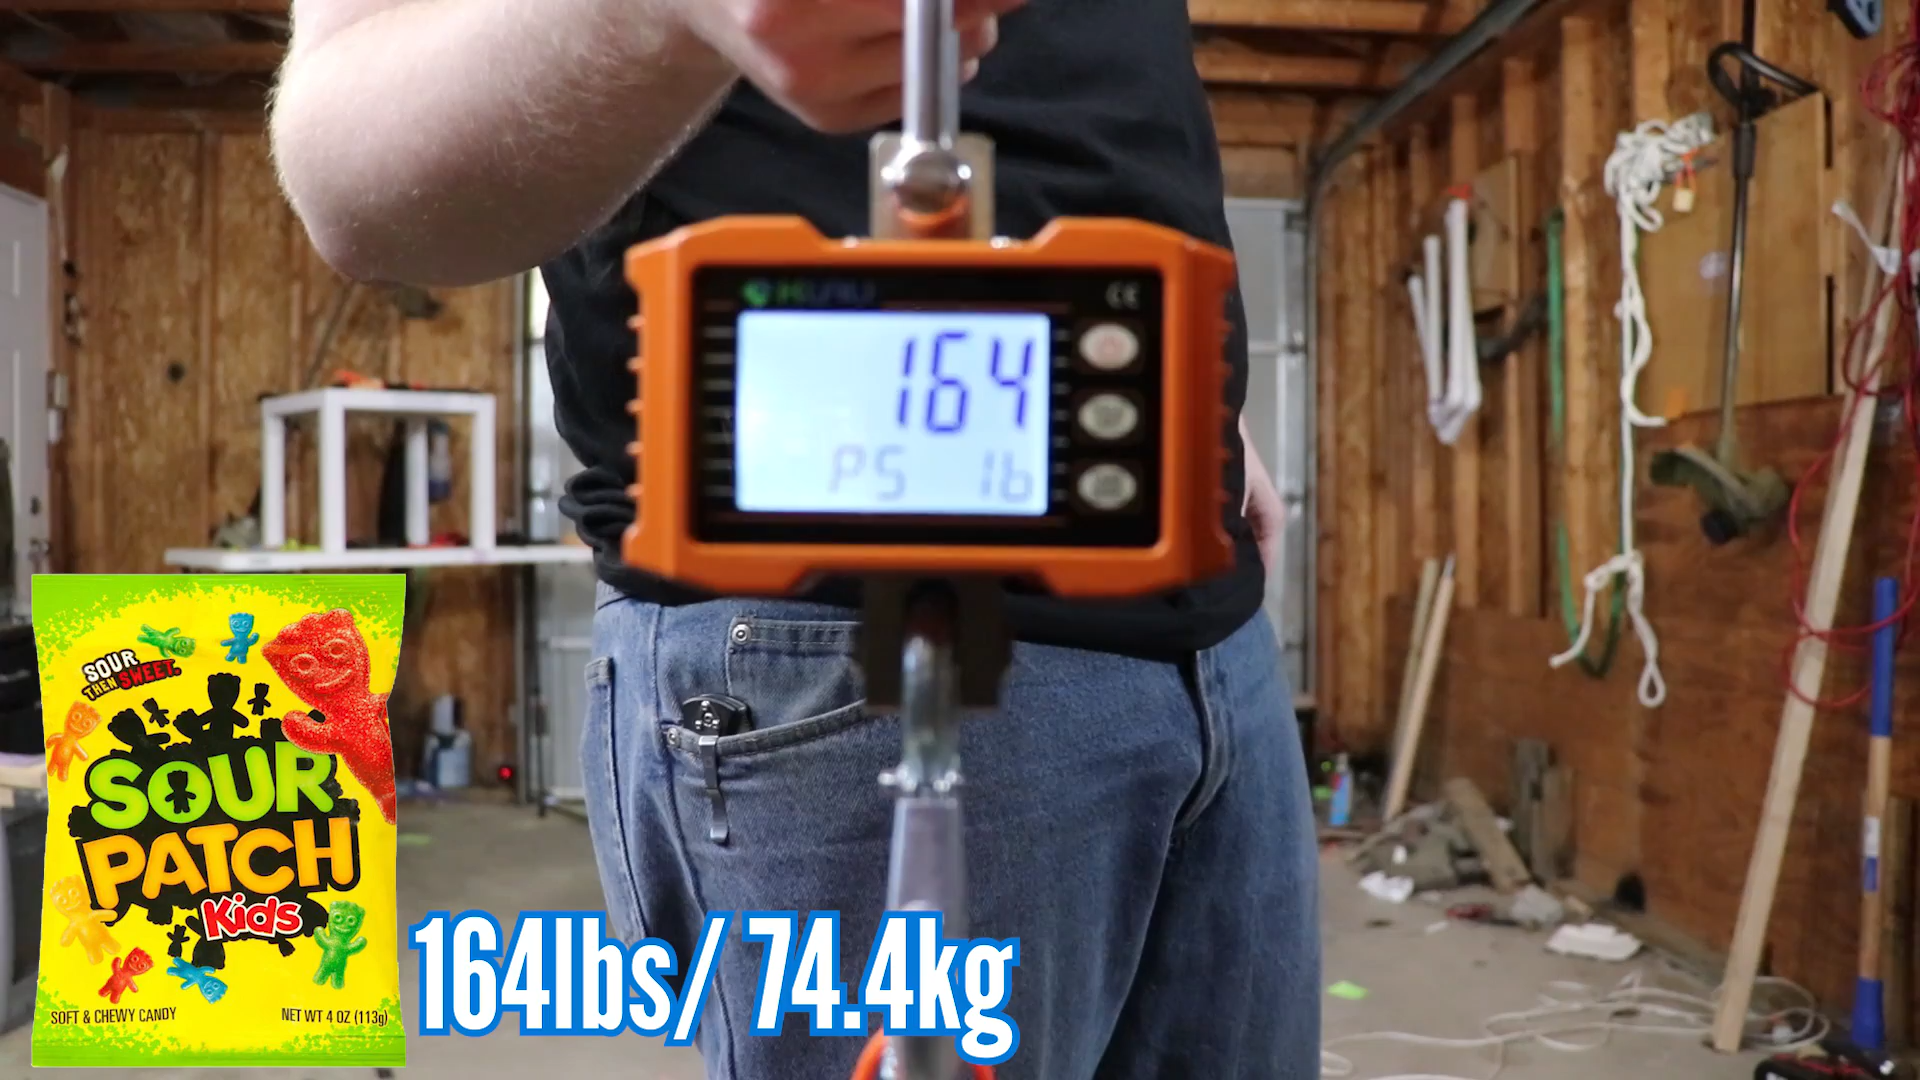 CE
164
PS lb
SOUR
THEN SWEET.
SOUR
PATCH
Kids
SOFT & CHEWY CANDY
NET WT 4 OZ (113g)
164lbs/ 74.4kg